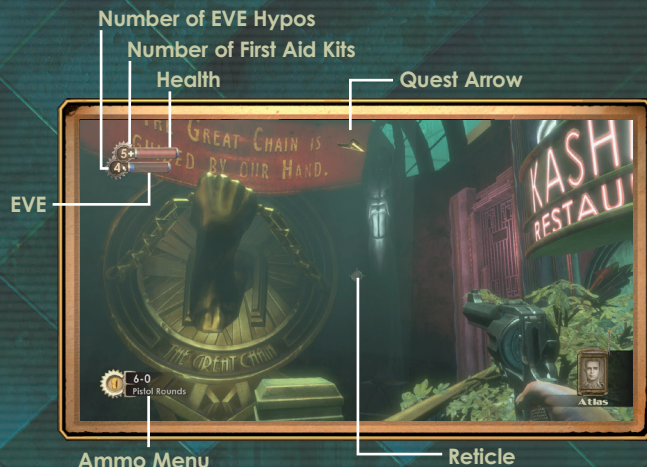 Number of EVE Hypos
Number of First Aid Kits
Health
Quest Arrow
GREAT CHAIN IS
BY OUR HAND.
5+
4
EVE
KASH
RESTAU
THE GREAT CHAIN
6-0
Pistol Rounds
Atlas
Ammo Menu
Reticle